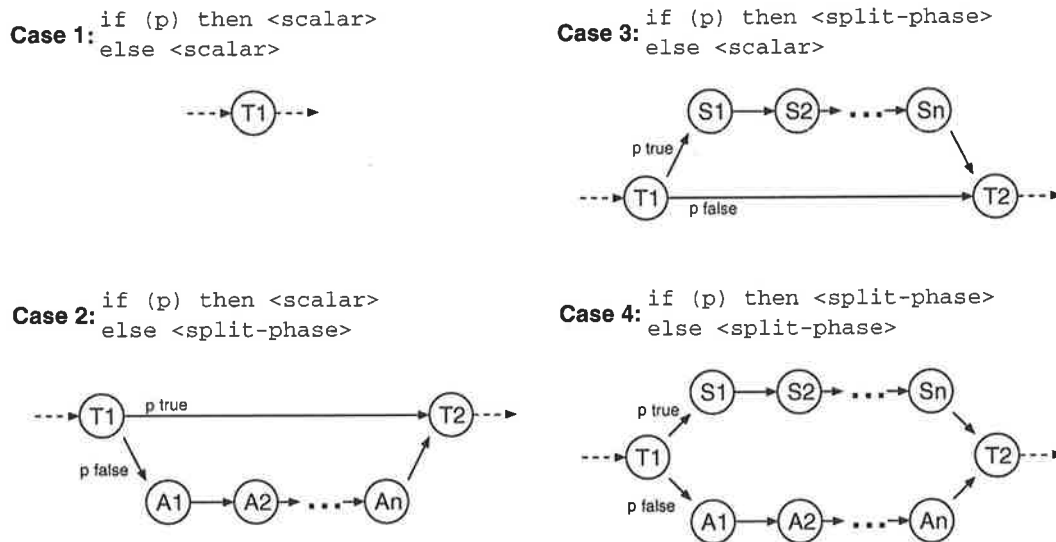 Case 1: if (p) then <scalar>
else <scalar>
T1
Case 3: if (p) then <split-phase>
else <scalar>
S1 S2 ... Sn
p true
T1 T2
p false
Case 2: if (p) then <scalar>
else <split-phase>
T1 p true T2
p false
A1 A2 ... An
Case 4: if (p) then <split-phase>
else <split-phase>
S1 S2 ... Sn
p true
T1 T2
p false
A1 A2 ... An